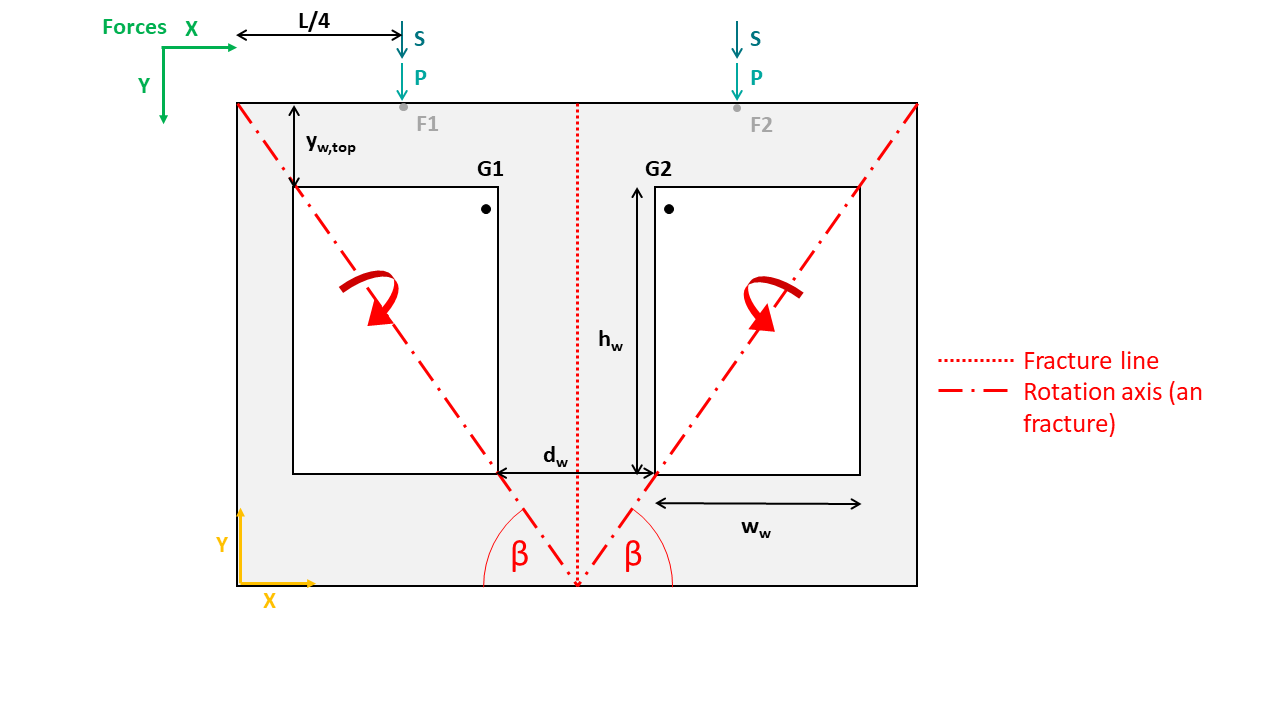 Forces
X
Y
L/4
S
P
S
P
F1
F2
yw,top
G1
G2
hw
dw
ww
β
β
Y
X
Fracture line
Rotation axis (an
fracture)